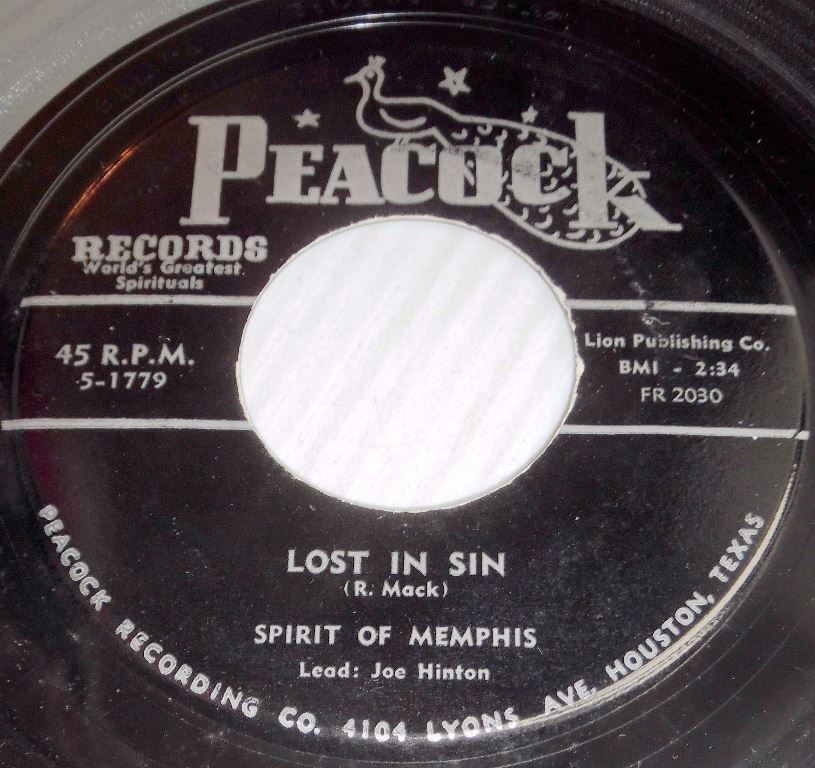 PEACOCK
RECORDS
World's Greatest
Spirituals
45 R.P.M.
5-1779
Lion Publishing Co.
BMI - 2:34
FR 2030
LOST IN SIN
(R. Mack)
SPIRIT OF MEMPHIS
Lead: Joe Hinton
PEACOCK RECORDING CO. 4104 LYONS AVE. HOUSTON, TEXAS